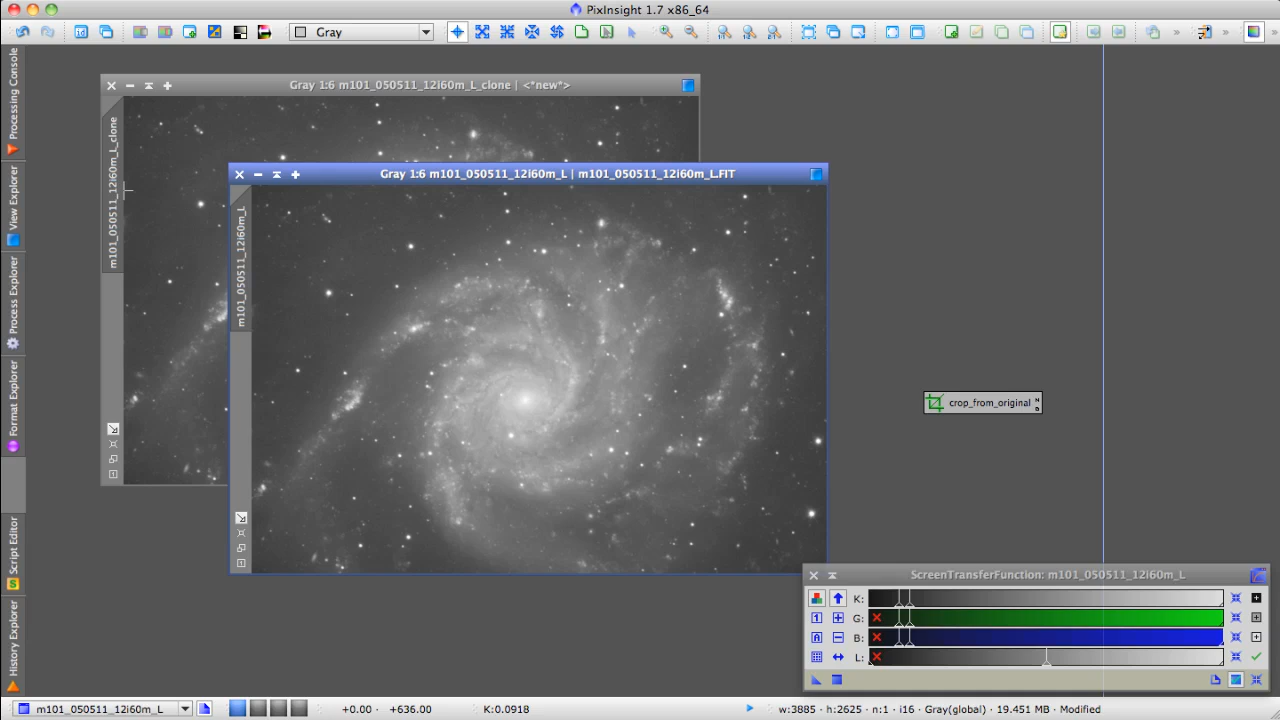 PixInsight 1.7 x86_64
Gray
Processing Console
View Explorer
Process Explorer
Format Explorer
Script Editor
History Explorer
Gray 1:6 m101_050511_12i60m_L_clone | <*new*>
m101_050511_12i60m_L_clone
Gray 1:6 m101_050511_12i60m_L | m101_050511_12i60m_L.FIT
m101_050511_12i60m_L
crop_from_original
ScreenTransferFunction: m101_050511_12i60m_L
K:
G:
B:
L:
m101_050511_12i60m_L
+0.00 · +636.00
K:0.0918
w:3885 · h:2625 · n:1 · i16 · Gray(global) · 19.451 MB · Modified